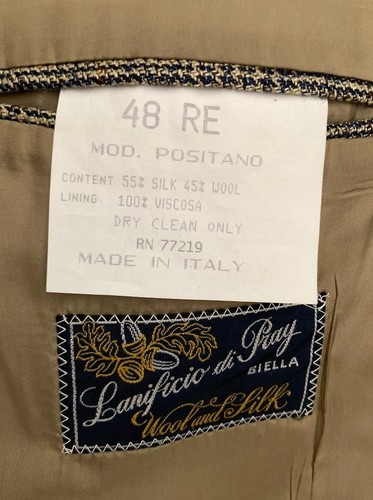 48 RE
MOD. POSITANO
CONTENT 55% SILK 45% WOOL
LINING 100% VISCOSA
DRY CLEAN ONLY
RN 77219
MADE IN ITALY
Lanificio di Pray
BIELLA
Wool and Silk